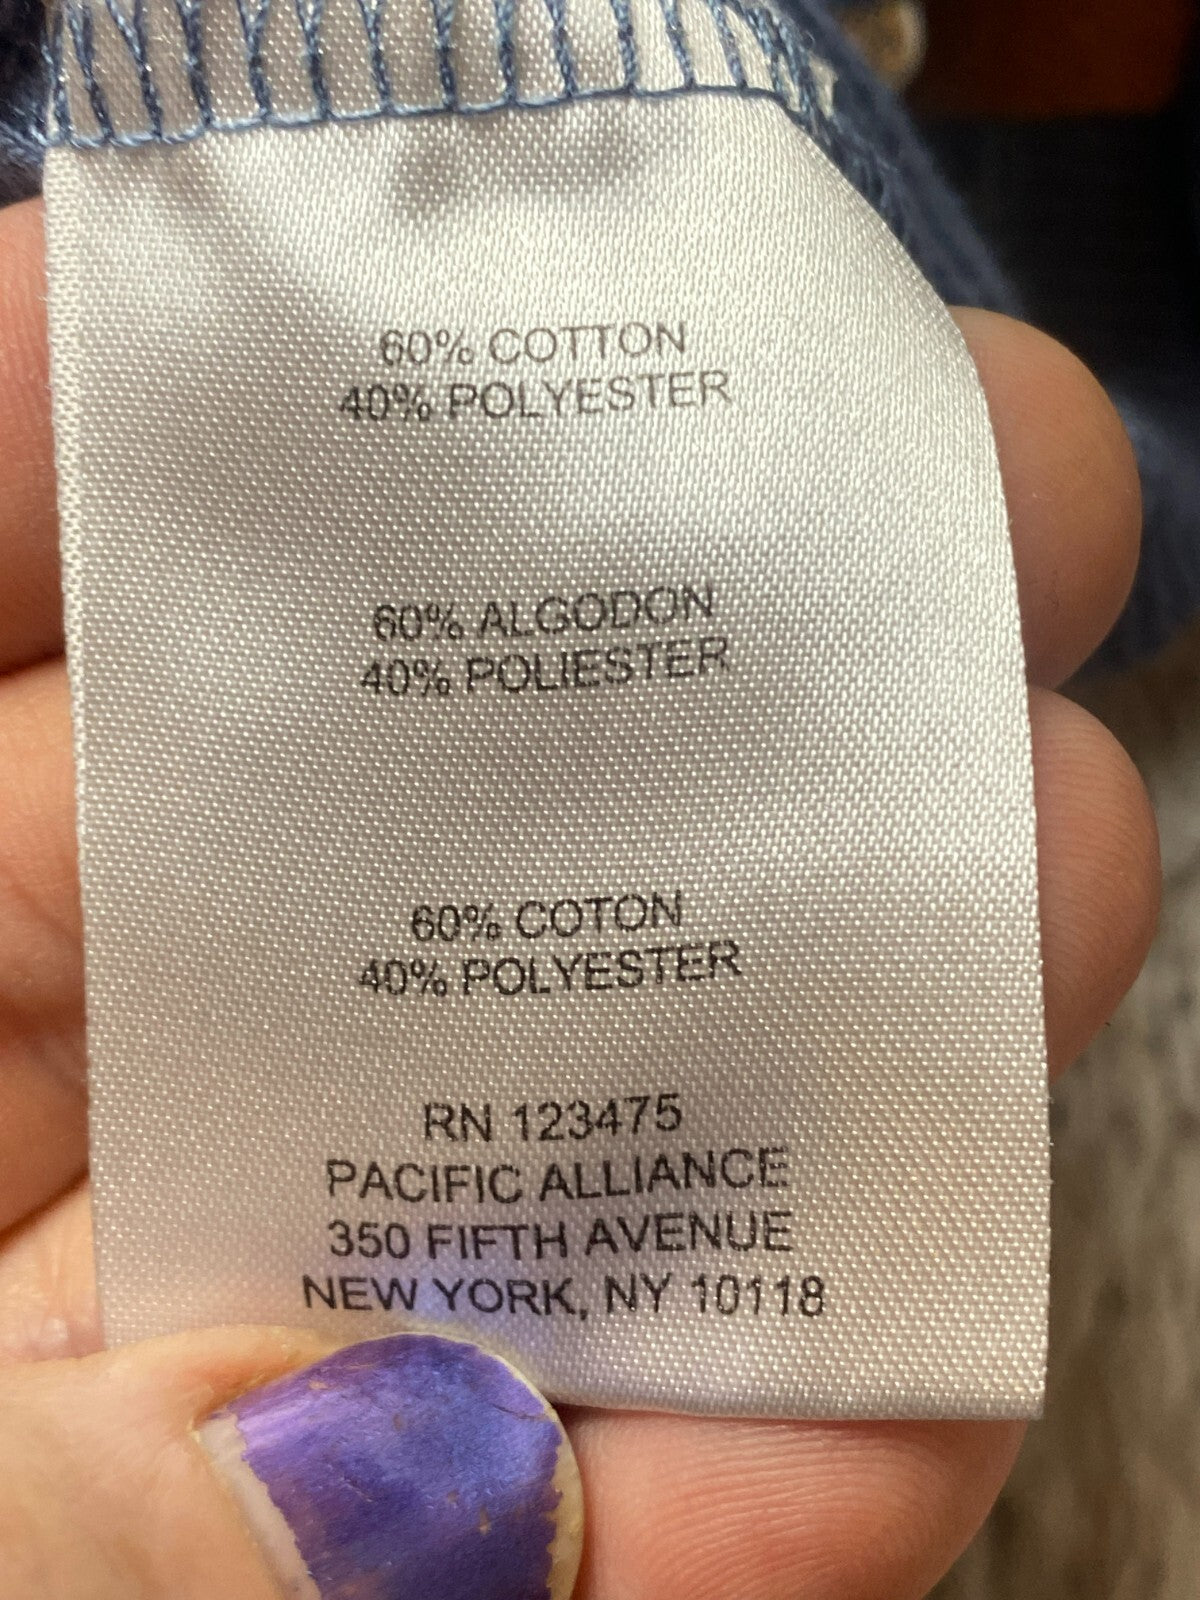 60% COTTON
40% POLYESTER
60% ALGODON
40% POLIESTER
60% COTON
40% POLYESTER
RN 123475
PACIFIC ALLIANCE
350 FIFTH AVENUE
NEW YORK, NY 10118